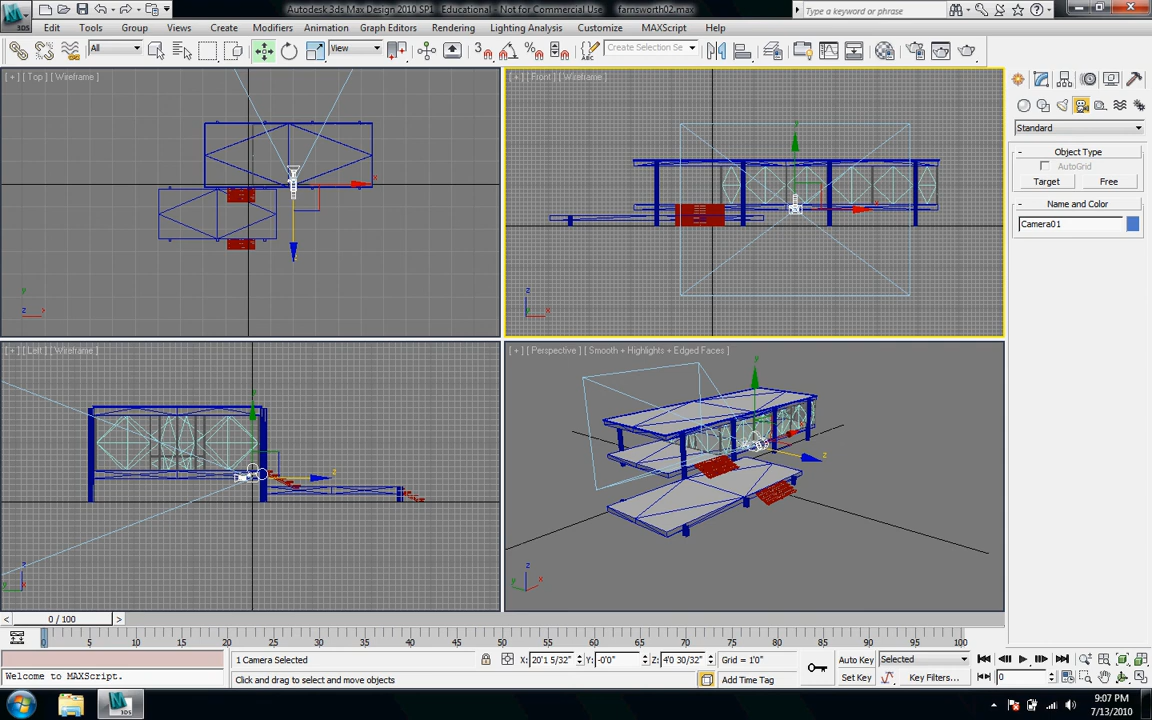 Autodesk 3ds Max Design 2010 SP1 - Educational - Not for Commercial Use farnsworth02.max
Type a keyword or phrase
Edit Tools Group Views Create Modifiers Animation Graph Editors Rendering Lighting Analysis Customize MAXScript Help
All View 3 Create Selection Se
[ + ] [ Top ] [ Wireframe ]
[ + ] [ Front ] [ Wireframe ]
Standard
Object Type
AutoGrid
Target Free
Name and Color
Camera01
[ + ] [ Left ] [ Wireframe ]
[ + ] [ Perspective ] [ Smooth + Highlights + Edged Faces ]
< 0 / 100 >
0 5 10 15 20 25 30 35 40 45 50 55 60 65 70 75 80 85 90 95 100
1 Camera Selected X: 20'1 5/32" Y: -0'0" Z: 4'0 30/32" Grid = 1'0" Auto Key Selected
Welcome to MAXScript. Click and drag to select and move objects Add Time Tag Set Key Key Filters... 0
9:07 PM
7/13/2010